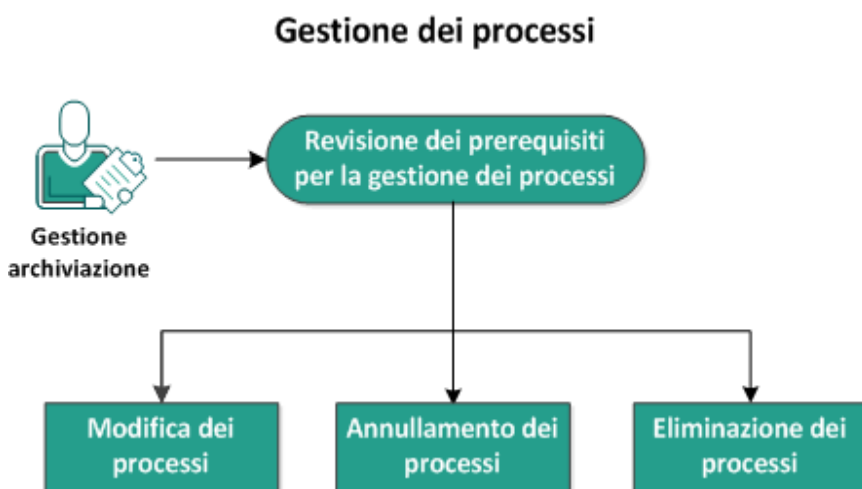 Gestione dei processi
Revisione dei prerequisiti
per la gestione dei processi
Gestione
archiviazione
Modifica dei
processi
Annullamento dei
processi
Eliminazione dei
processi